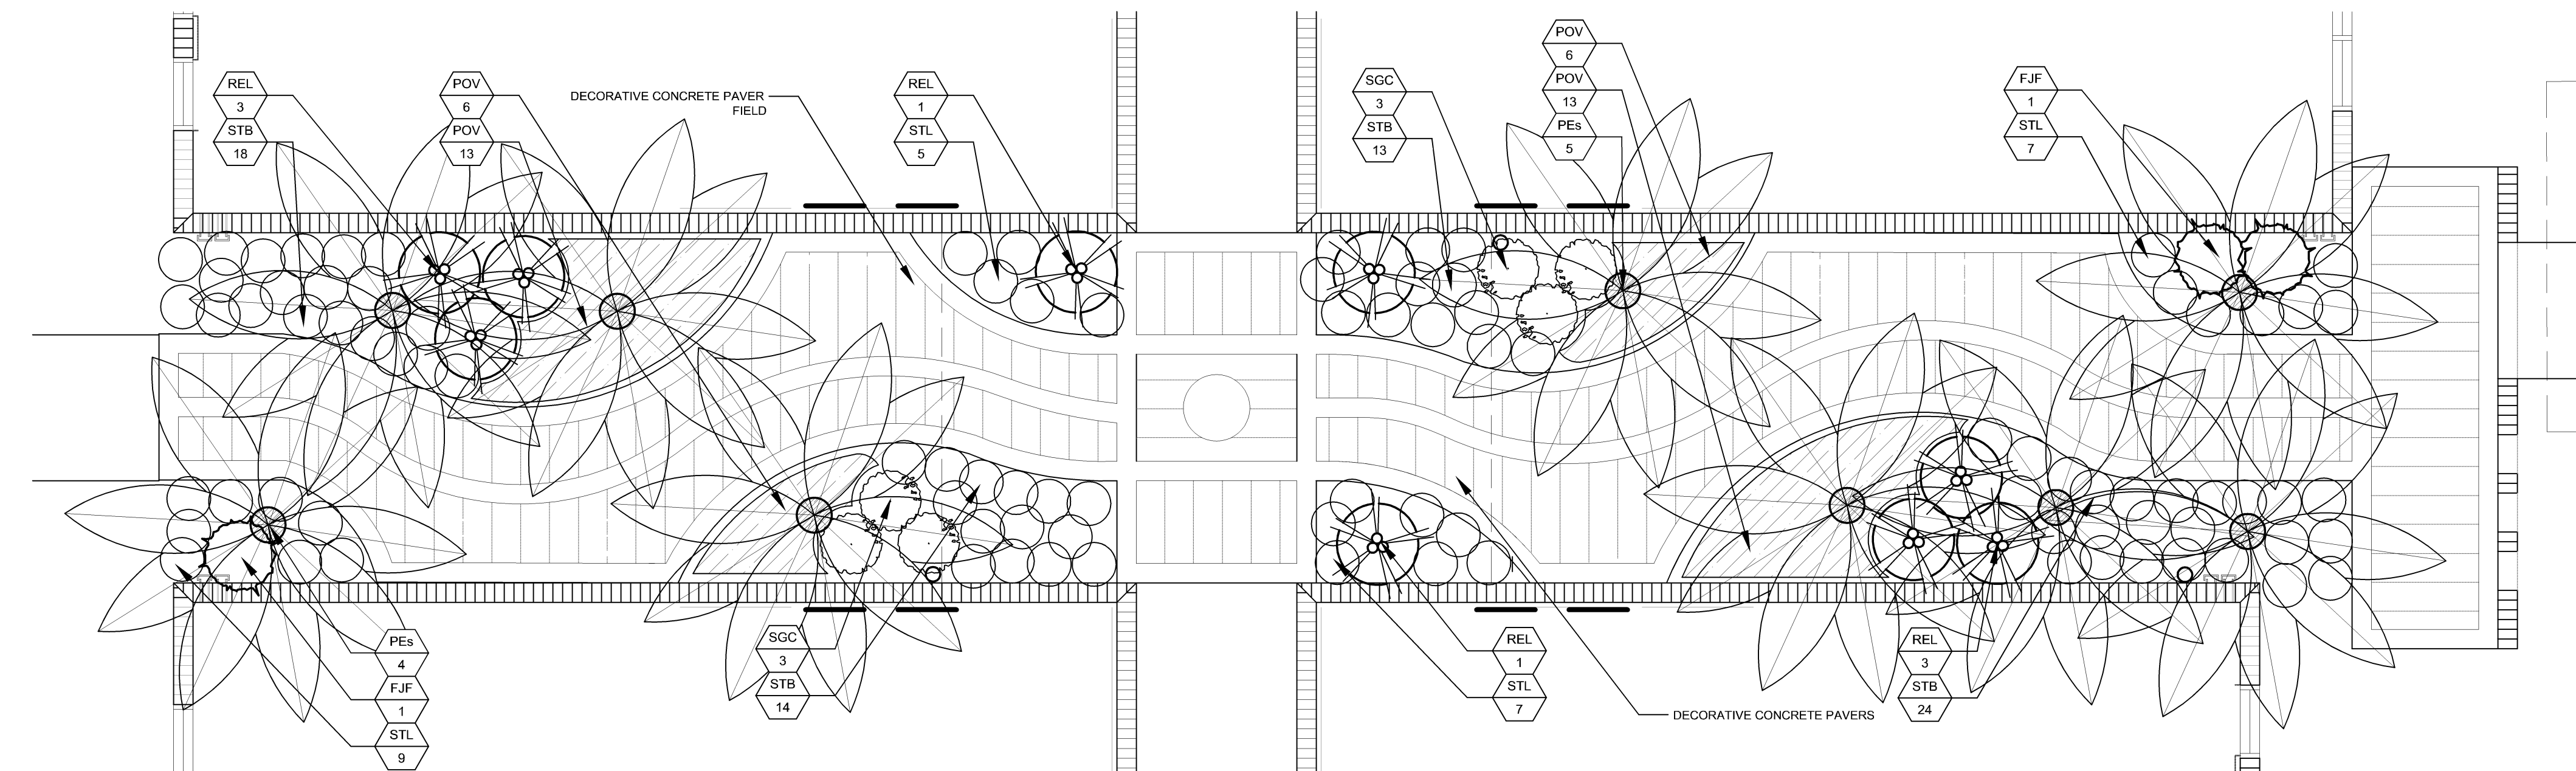 REL
3
STB
18
POV
6
POV
13
DECORATIVE CONCRETE PAVER
FIELD
REL
1
STL
5
SGC
3
STB
13
POV
6
POV
13
PEs
5
FJF
1
STL
7
PEs
4
FJF
1
STL
9
SGC
3
STB
14
REL
1
STL
7
DECORATIVE CONCRETE PAVERS
REL
3
STB
24